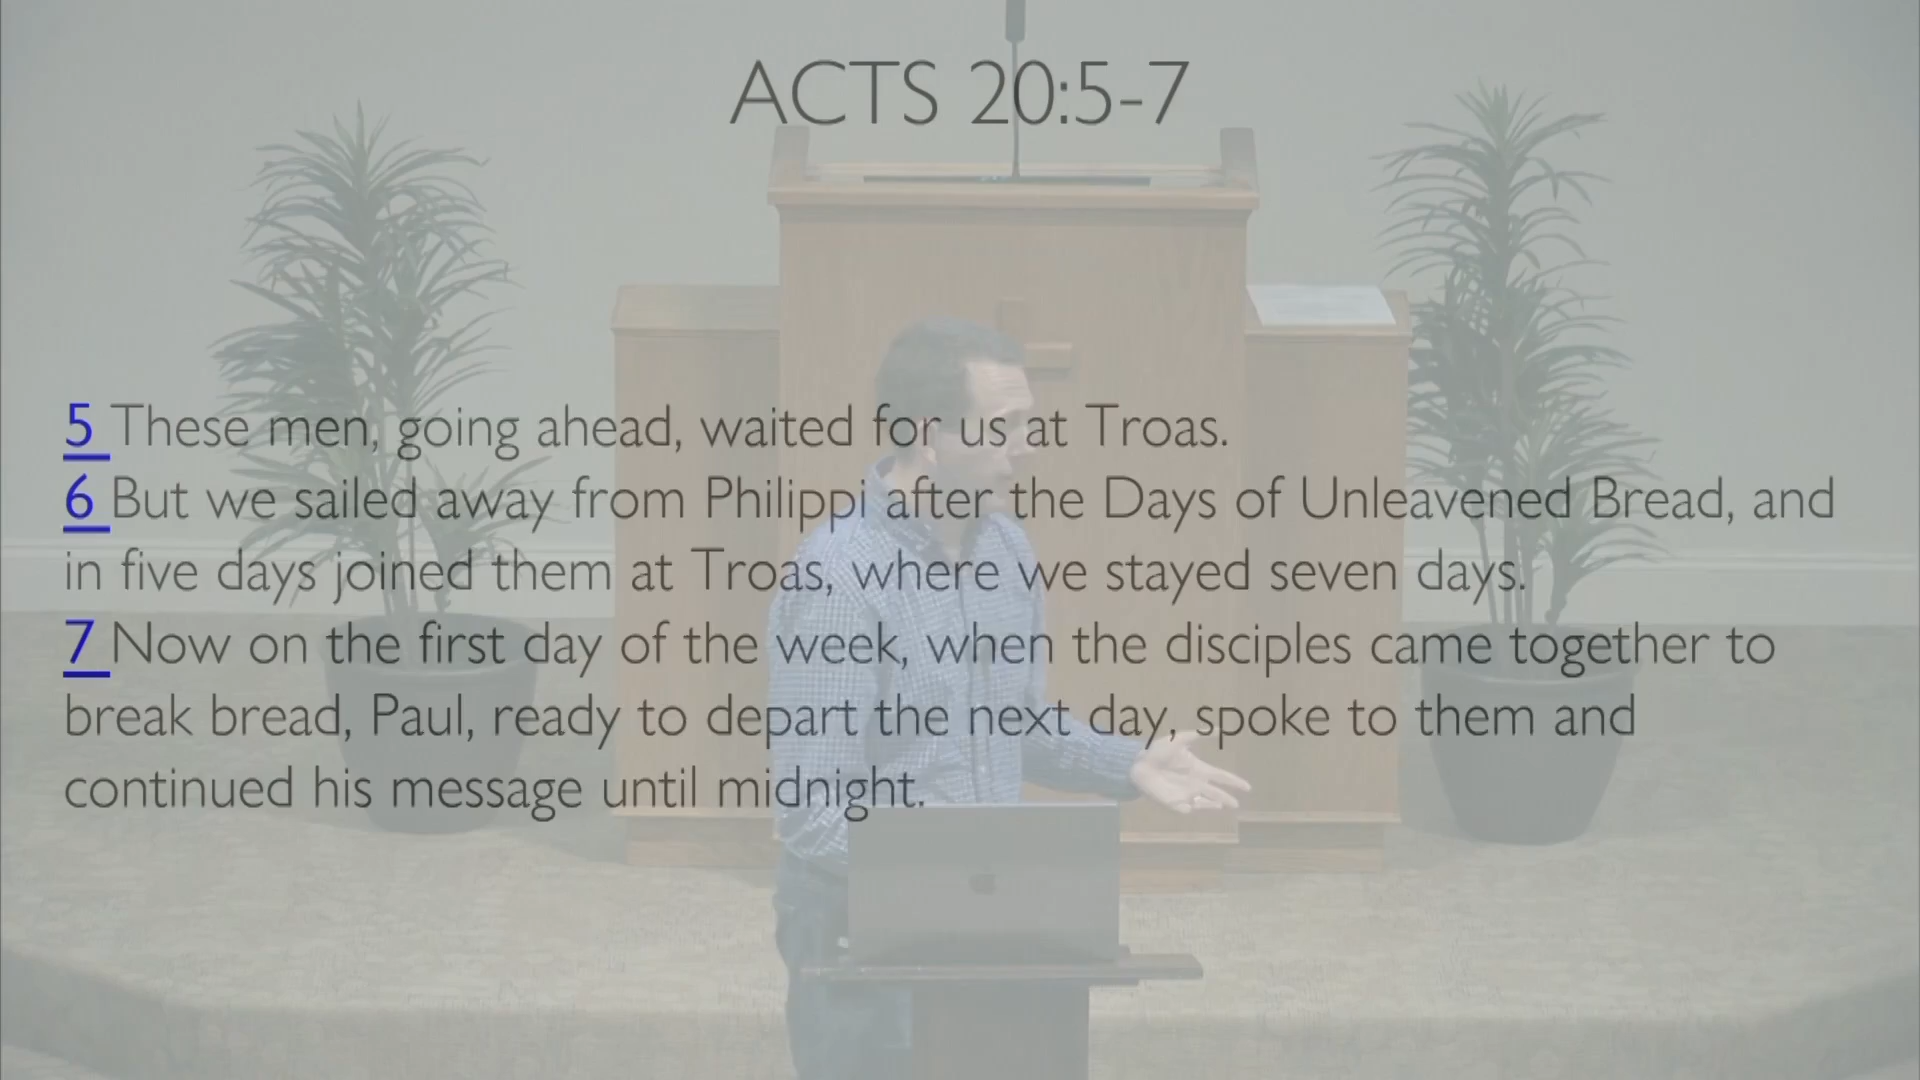 ACTS 20:5-7
5 These men, going ahead, waited for us at Troas.
6 But we sailed away from Philippi after the Days of Unleavened Bread, and
in five days joined them at Troas, where we stayed seven days.
7 Now on the first day of the week, when the disciples came together to
break bread, Paul, ready to depart the next day, spoke to them and
continued his message until midnight.